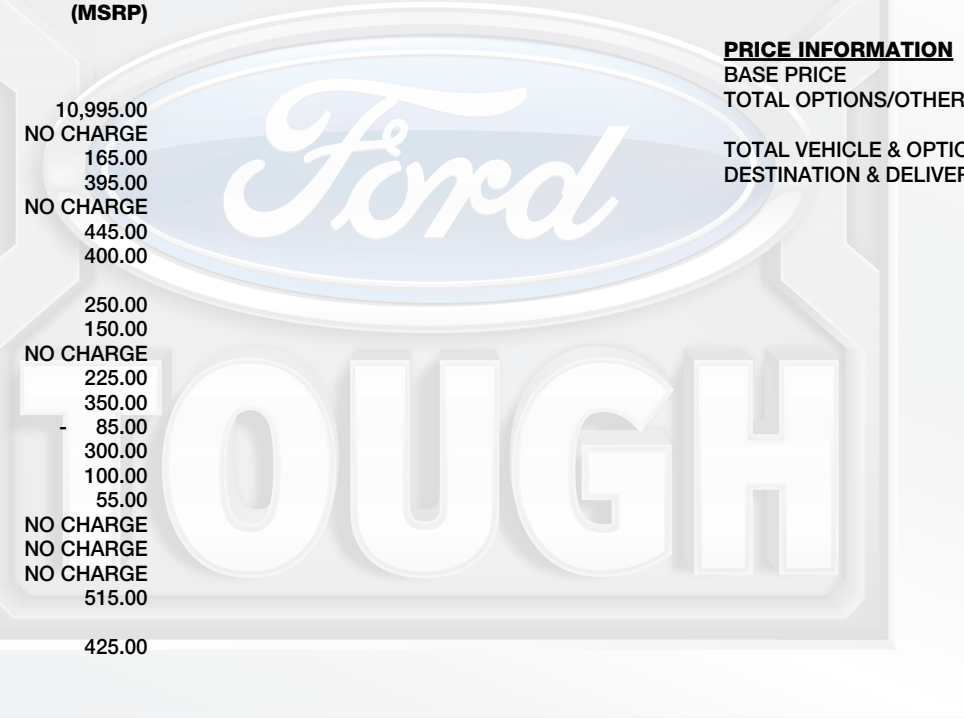 (MSRP)
10,995.00
NO CHARGE
165.00
395.00
NO CHARGE
445.00
400.00
250.00
150.00
NO CHARGE
225.00
350.00
- 85.00
300.00
100.00
55.00
NO CHARGE
NO CHARGE
NO CHARGE
515.00
425.00
PRICE INFORMATION
BASE PRICE
TOTAL OPTIONS/OTHER
TOTAL VEHICLE & OPTIO
DESTINATION & DELIVER
Ford
TOUGH